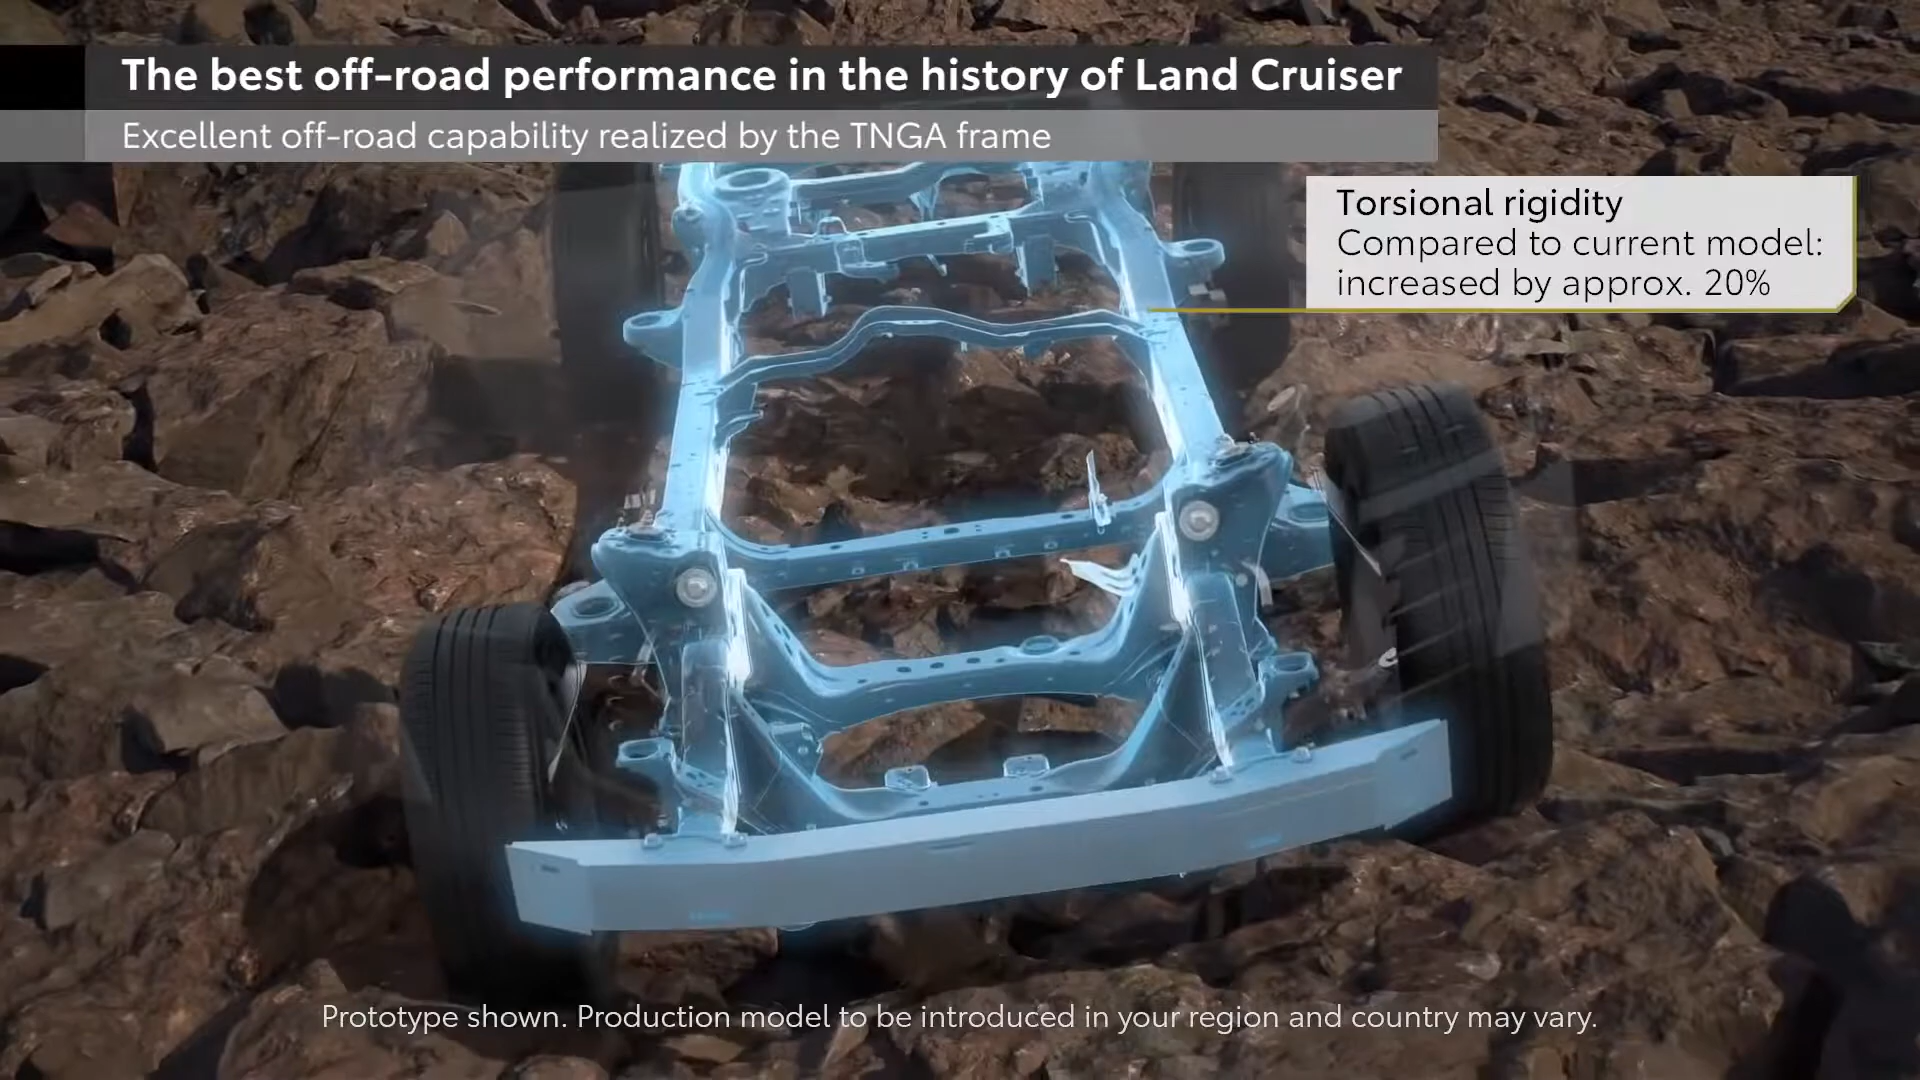 The best off-road performance in the history of Land Cruiser
Excellent off-road capability realized by the TNGA frame
Torsional rigidity
Compared to current model:
increased by approx. 20%
Prototype shown. Production model to be introduced in your region and country may vary.